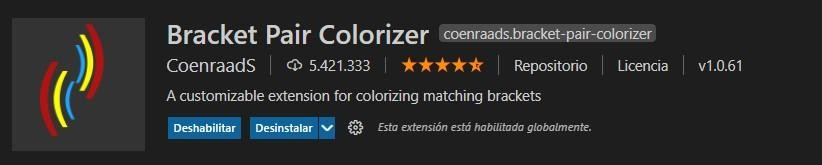 Bracket Pair Colorizer coenraads.bracket-pair-colorizer
CoenraadS 5.421.333 Repositorio Licencia v1.0.61
A customizable extension for colorizing matching brackets
Deshabilitar Desinstalar Esta extensión está habilitada globalmente.